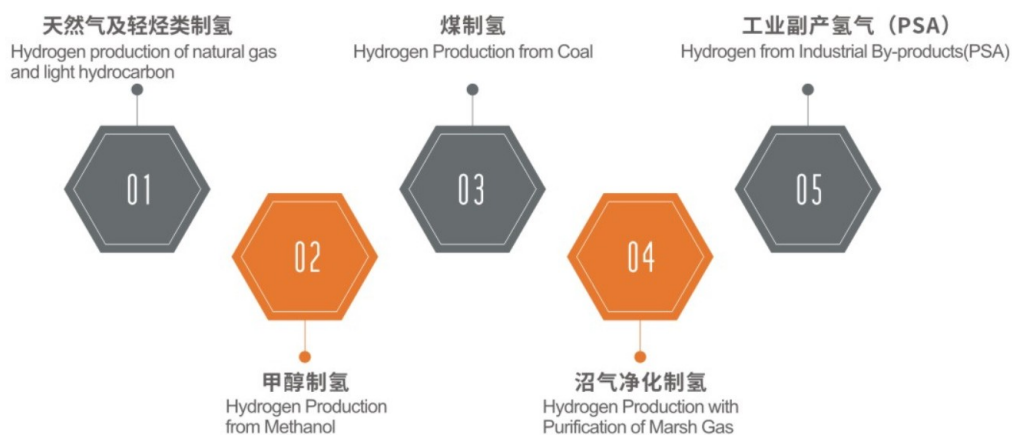 天然气及轻烃类制氢
Hydrogen production of natural gas
and light hydrocarbon
煤制氢
Hydrogen Production from Coal
工业副产氢气（PSA）
Hydrogen from Industrial By-products(PSA)
01
03
05
02
04
甲醇制氢
Hydrogen Production
from Methanol
沼气净化制氢
Hydrogen Production with
Purification of Marsh Gas